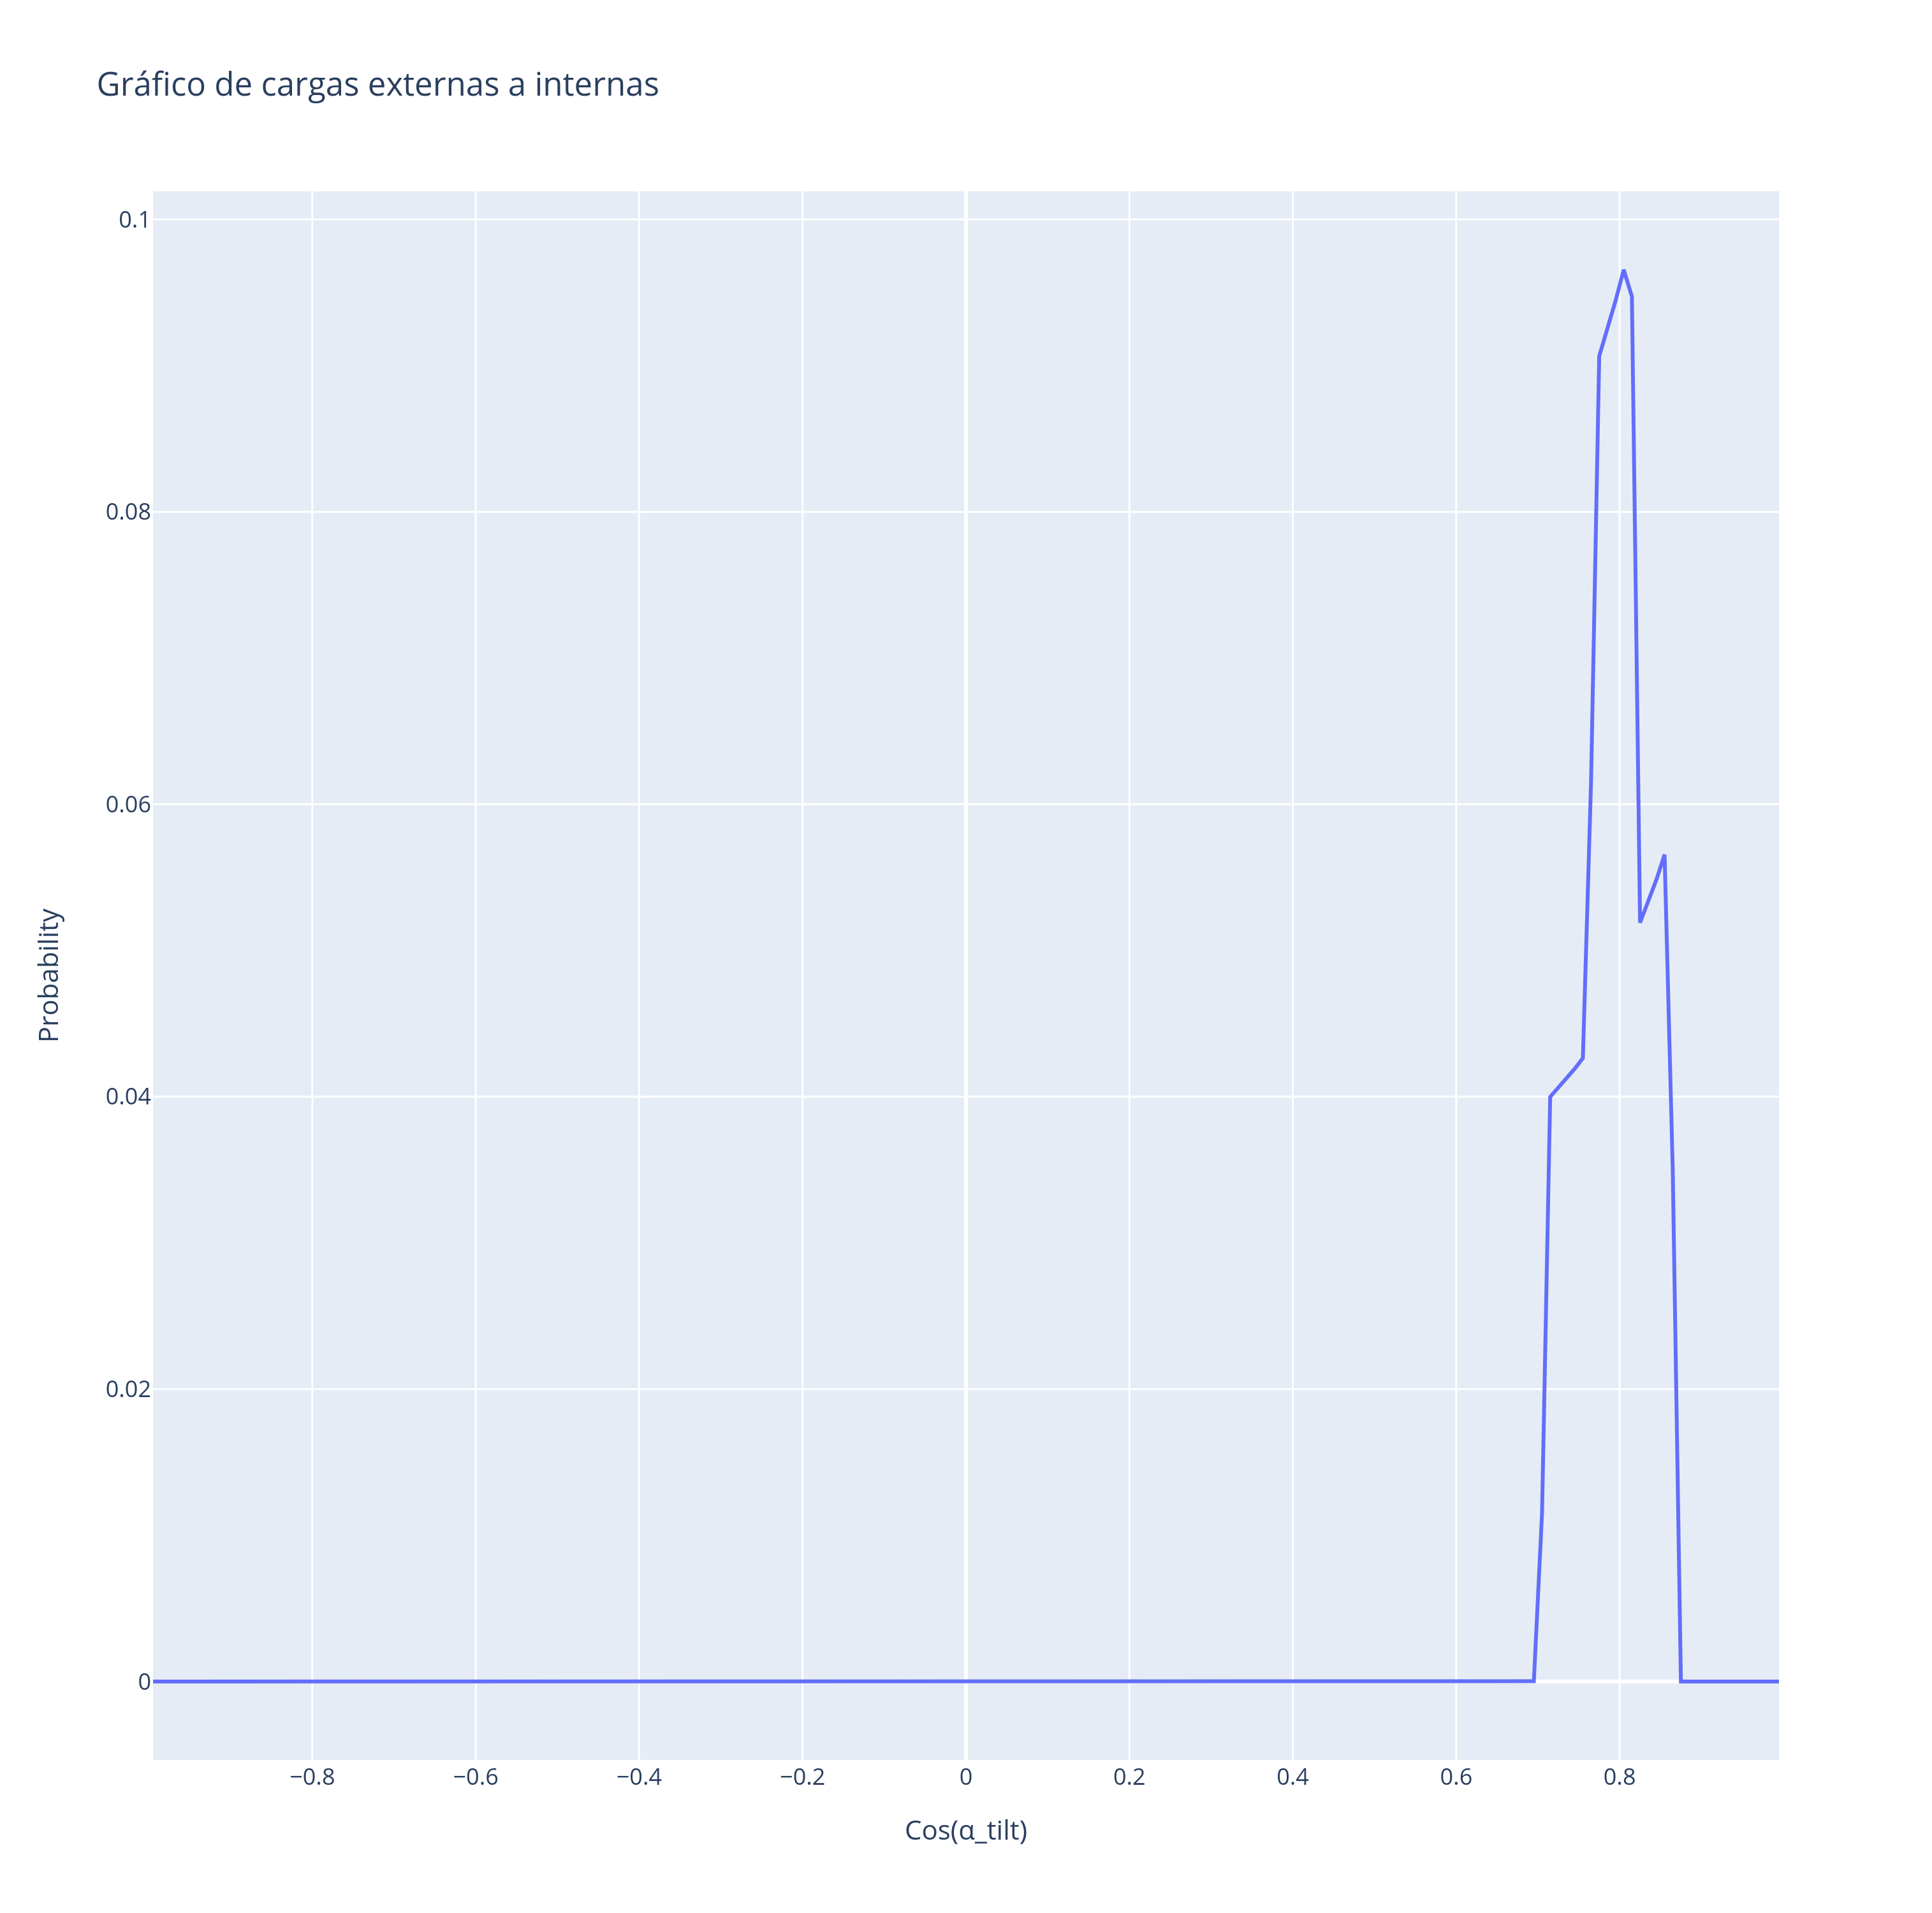 Gráfico de cargas externas a internas
0.1
0.08
0.06
0.04
0.02
0
Probability
−0.8 −0.6 −0.4 −0.2 0 0.2 0.4 0.6 0.8
Cos(α_tilt)